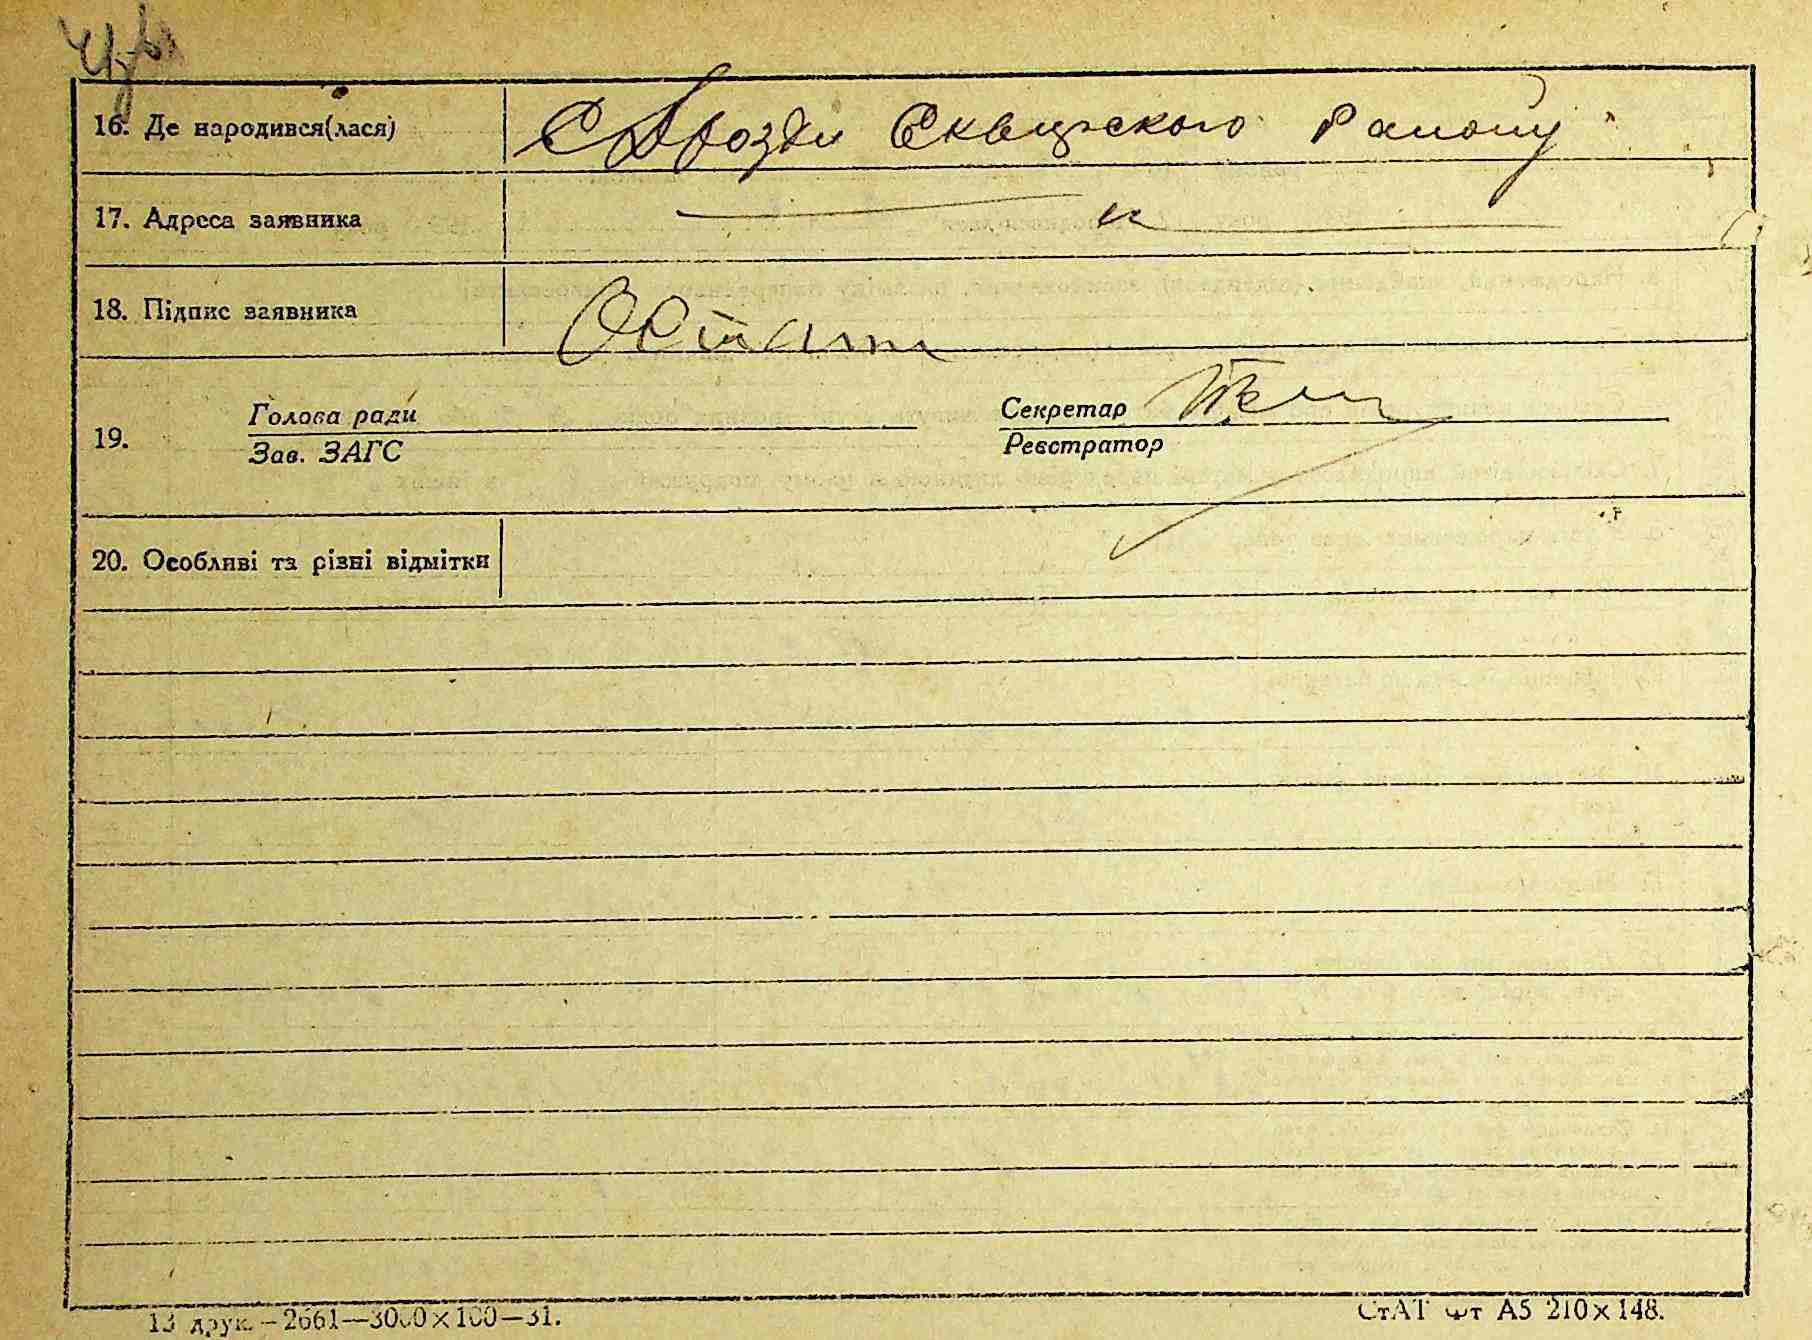 16. Де народився(лася) С Дрозди Сквирского району
17. Адреса заявника — " —
18. Підпис заявника
Голова ради Секретар
19.
Зав. ЗАГС Реєстратор
20. Особливі та різні відмітки
13 друк. – 2661—3000×100—31. СтАТ фт А5 210×148.